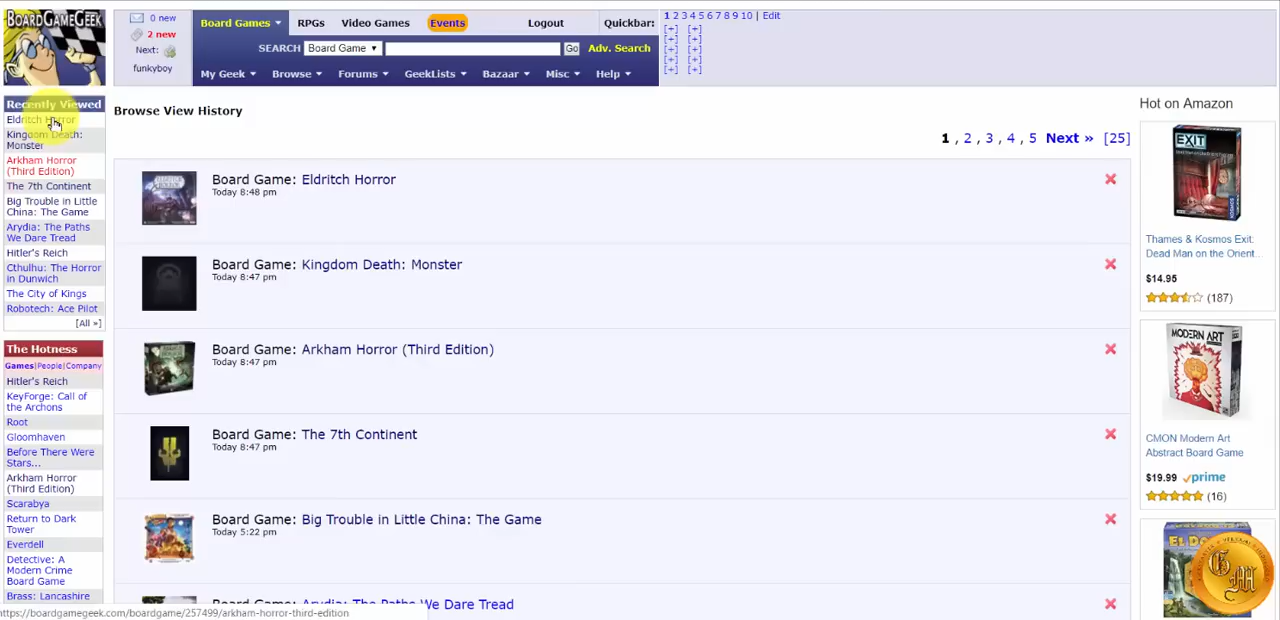 BOARDGAMEGEEK
0 new
2 new
Next:
funkyboy
Board Games
RPGs
Video Games
Events
Logout
Quickbar:
1 2 3 4 5 6 7 8 9 10 | Edit
[+] [+]
[+] [+]
[+] [+]
[+] [+]
[+] [+]
SEARCH Board Game Go Adv. Search
My Geek Browse Forums GeekLists Bazaar Misc Help
Recently Viewed
Eldritch Horror
Kingdom Death:
Monster
Arkham Horror
(Third Edition)
The 7th Continent
Big Trouble in Little
China: The Game
Arydia: The Paths
We Dare Tread
Hitler's Reich
Cthulhu: The Horror
in Dunwich
The City of Kings
Robotech: Ace Pilot
[All »]
The Hotness
Games|People|Company
Hitler's Reich
KeyForge: Call of
the Archons
Root
Gloomhaven
Before There Were
Stars...
Arkham Horror
(Third Edition)
Scarabya
Return to Dark
Tower
Everdell
Detective: A
Modern Crime
Board Game
Brass: Lancashire
Browse View History
1 , 2 , 3 , 4 , 5 Next » [25]
Board Game: Eldritch Horror
Today 8:48 pm
Board Game: Kingdom Death: Monster
Today 8:47 pm
Board Game: Arkham Horror (Third Edition)
Today 8:47 pm
Board Game: The 7th Continent
Today 8:47 pm
Board Game: Big Trouble in Little China: The Game
Today 5:22 pm
Board Game: Arydia: The Paths We Dare Tread
Hot on Amazon
EXIT
Thames & Kosmos Exit:
Dead Man on the Orient...
$14.95
(187)
MODERN ART
CMON Modern Art
Abstract Board Game
$19.99 prime
(16)
EL DO
GM
https://boardgamegeek.com/boardgame/257499/arkham-horror-third-edition